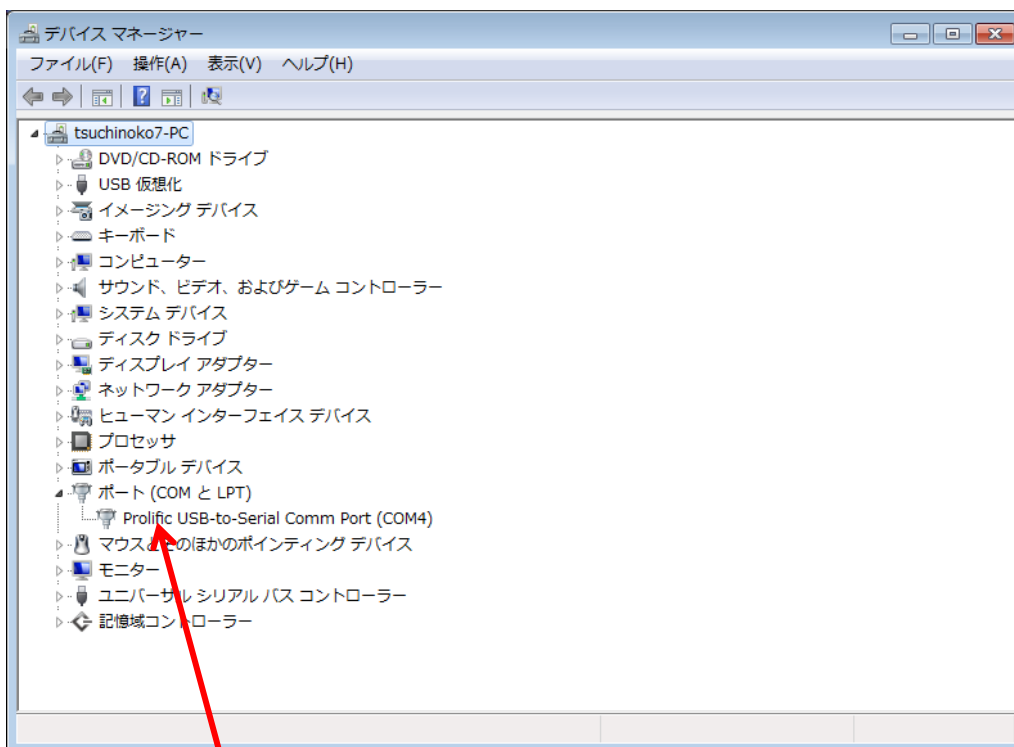 デバイス マネージャー
ファイル(F) 操作(A) 表示(V) ヘルプ(H)
tsuchinoko7-PC
DVD/CD-ROM ドライブ
USB 仮想化
イメージング デバイス
キーボード
コンピューター
サウンド、ビデオ、およびゲーム コントローラー
システム デバイス
ディスク ドライブ
ディスプレイ アダプター
ネットワーク アダプター
ヒューマン インターフェイス デバイス
プロセッサ
ポータブル デバイス
ポート (COM と LPT)
Prolific USB-to-Serial Comm Port (COM4)
マウスとそのほかのポインティング デバイス
モニター
ユニバーサル シリアル バス コントローラー
記憶域コントローラー